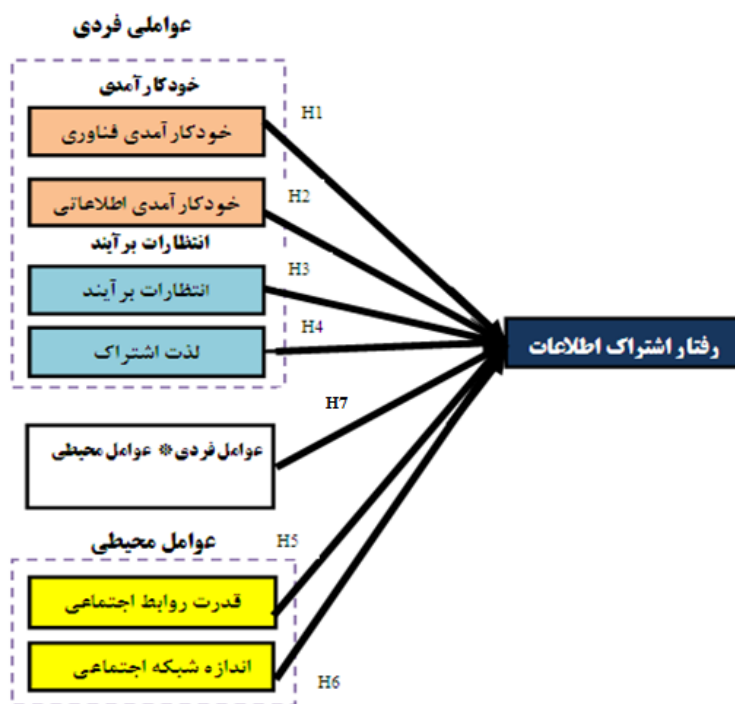 عواملی فردی
خودکارآمدی
خودکارآمدی فناوری
H1
خودکارآمدی اطلاعاتی
H2
انتظارات برآیند
انتظارات برآیند
H3
لذت اشتراک
H4
رفتار اشتراک اطلاعات
H7
عوامل فردی* عوامل محیطی
عوامل محیطی
H5
قدرت روابط اجتماعی
اندازه شبکه اجتماعی
H6